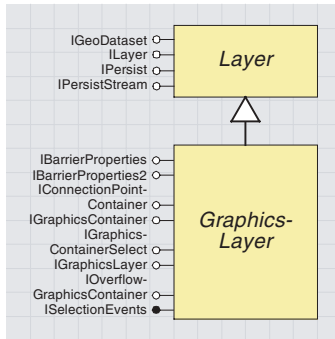 IGeoDataset
ILayer
IPersist
IPersistStream
Layer
IBarrierProperties
IBarrierProperties2
IConnectionPoint-
Container
IGraphicsContainer
IGraphics-
ContainerSelect
IGraphicsLayer
IOverflow-
GraphicsContainer
ISelectionEvents
Graphics-
Layer